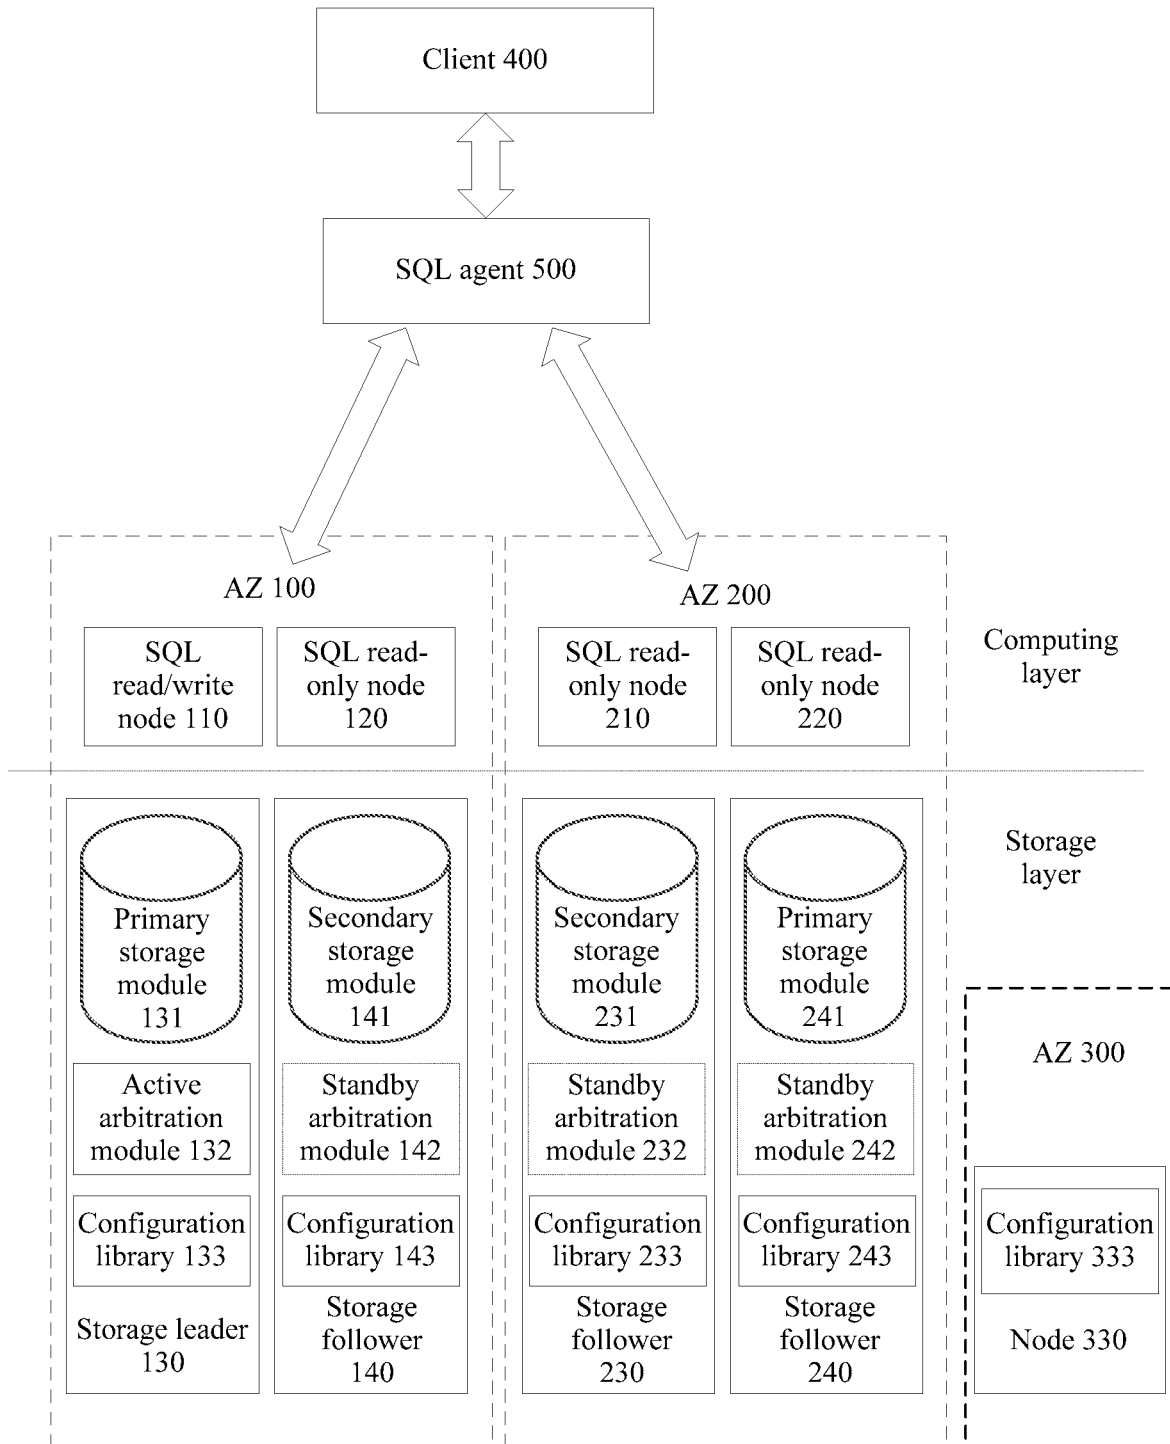 Client 400
SQL agent 500
AZ 100
AZ 200
SQL
read/write
node 110
SQL read-
only node
120
SQL read-
only node
210
SQL read-
only node
220
Computing
layer
Storage
layer
Primary
storage
module
131
Secondary
storage
module
141
Secondary
storage
module
231
Primary
storage
module
241
AZ 300
Active
arbitration
module 132
Standby
arbitration
module 142
Standby
arbitration
module 232
Standby
arbitration
module 242
Configuration
library 133
Configuration
library 143
Configuration
library 233
Configuration
library 243
Configuration
library 333
Storage leader
130
Storage
follower
140
Storage
follower
230
Storage
follower
240
Node 330